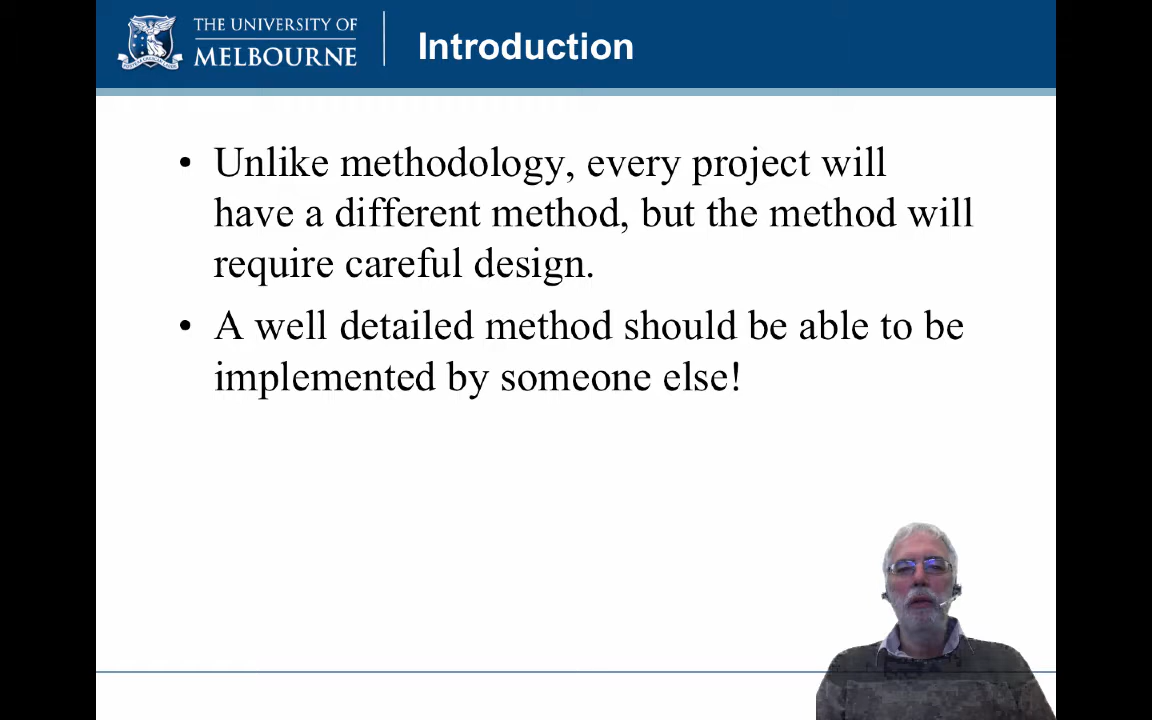 THE UNIVERSITY OF
MELBOURNE
Introduction
• Unlike methodology, every project will
have a different method, but the method will
require careful design.
• A well detailed method should be able to be
implemented by someone else!